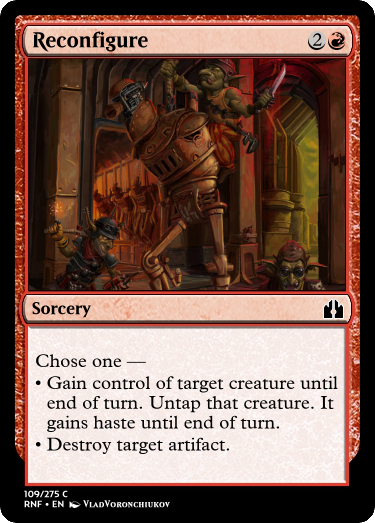 Reconfigure 2
Sorcery
Chose one —
• Gain control of target creature until
end of turn. Untap that creature. It
gains haste until end of turn.
• Destroy target artifact.
109/275 C
RNF • EN VladVoronchiukov